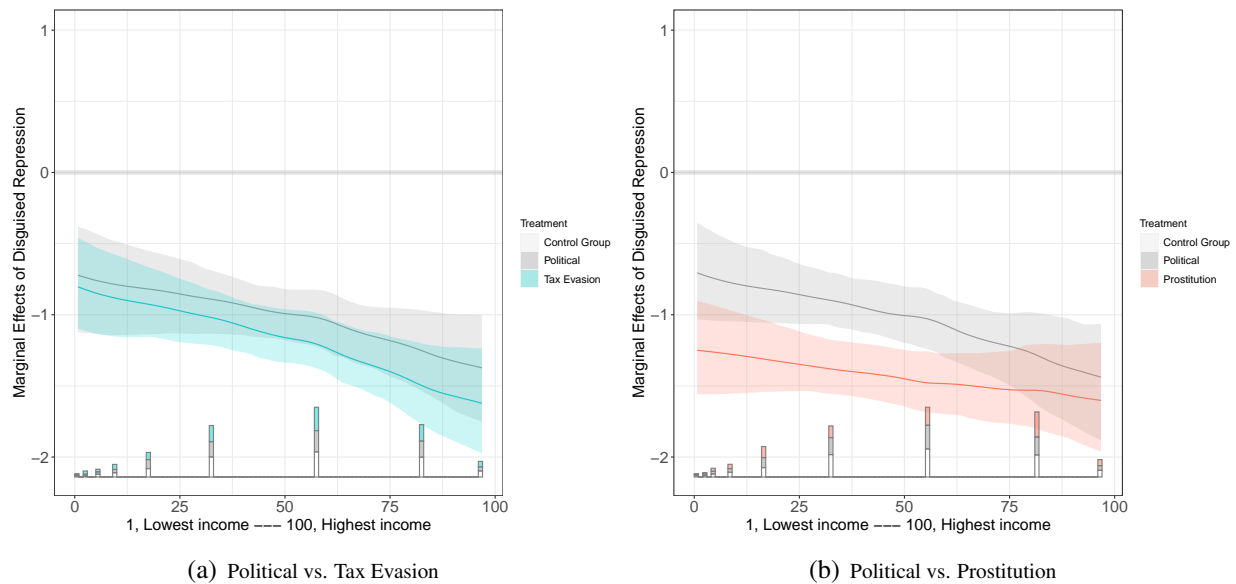 Marginal Effects of Disguised Repression
1
0
−1
−2
0
25
50
75
100
1, Lowest income −−− 100, Highest income
Treatment
Control Group
Political
Tax Evasion
(a) Political vs. Tax Evasion
Marginal Effects of Disguised Repression
1
0
−1
−2
0
25
50
75
100
1, Lowest income −−− 100, Highest income
Treatment
Control Group
Political
Prostitution
(b) Political vs. Prostitution